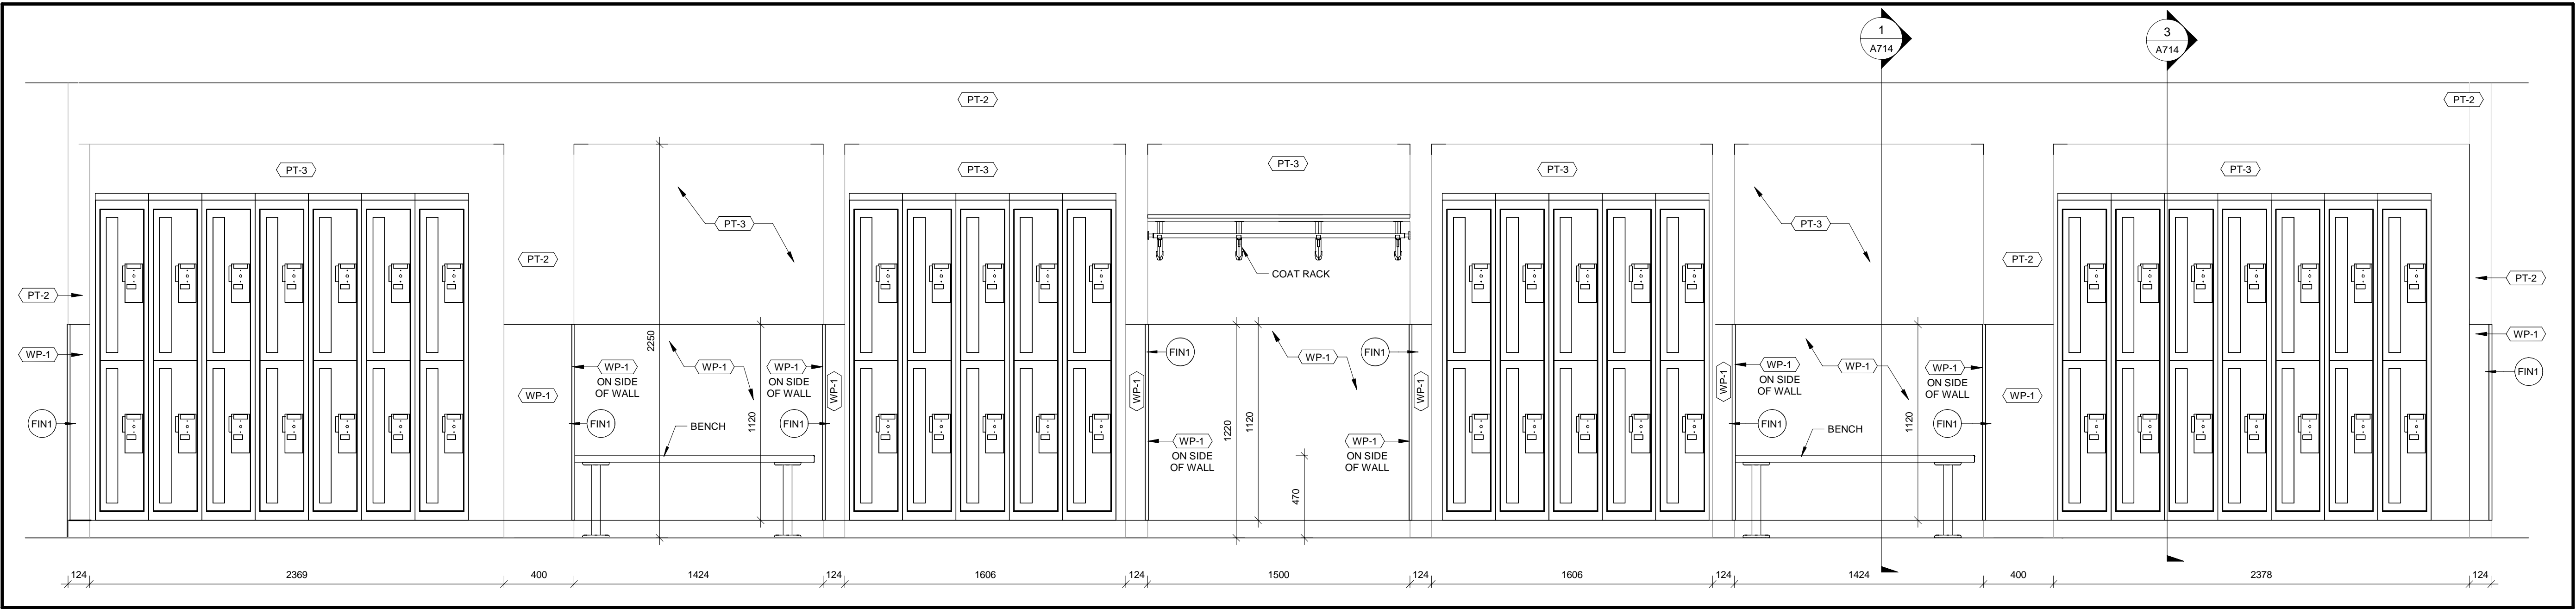 1
A714
3
A714
PT-2
PT-2
PT-3
PT-3
PT-3
PT-3
PT-3
PT-3
PT-3
PT-2
COAT RACK
PT-2
PT-2
PT-2
WP-1
2250
WP-1
FIN1
WP-1
FIN1
WP-1
ON SIDE
OF WALL
WP-1
WP-1
ON SIDE
OF WALL
WP-1
ON SIDE
OF WALL
WP-1
WP-1
ON SIDE
OF WALL
FIN1
WP-1
WP-1
WP-1
WP-1
WP-1
WP-1
FIN1
FIN1
FIN1
BENCH
1120
1220
1120
FIN1
BENCH
1120
FIN1
WP-1
ON SIDE
OF WALL
WP-1
ON SIDE
OF WALL
470
124
2369
400
1424
124
1606
124
1500
124
1606
124
1424
400
2378
124